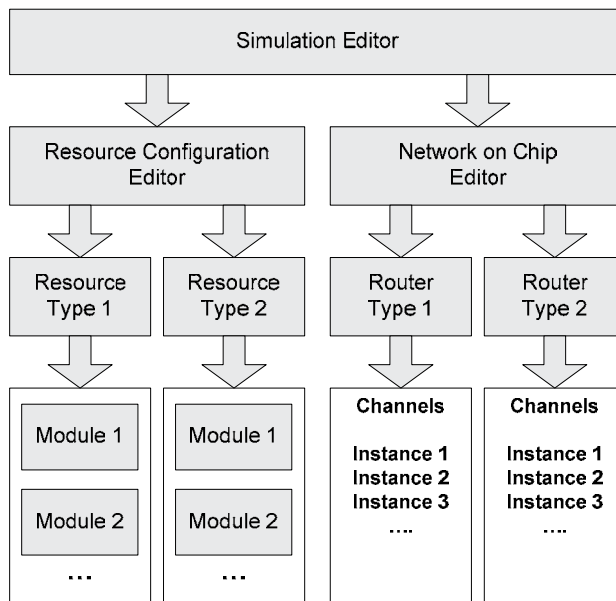 Simulation Editor
Resource Configuration
Editor
Network on Chip
Editor
Resource
Type 1
Resource
Type 2
Router
Type 1
Router
Type 2
Module 1
Module 2
...
Module 1
Module 2
...
Channels
Instance 1
Instance 2
Instance 3
....
Channels
Instance 1
Instance 2
Instance 3
....